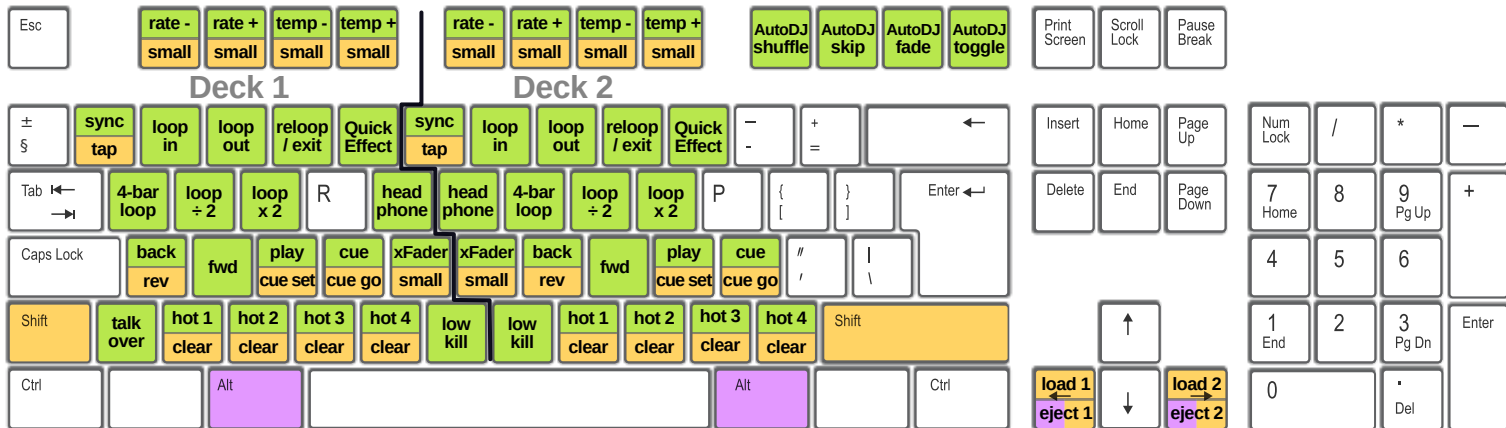 Esc
rate - rate + temp - temp +
small small small small
rate - rate + temp - temp +
small small small small
AutoDJ shuffle
AutoDJ skip
AutoDJ fade
AutoDJ toggle
Print Screen
Scroll Lock
Pause Break
Deck 1
Deck 2
±
§
sync
tap
loop in
loop out
reloop / exit
Quick Effect
sync
tap
loop in
loop out
reloop / exit
Quick Effect
—
-
+
=
←
Insert
Home
Page Up
Num Lock
/
*
—
Tab
4-bar loop
loop ÷ 2
loop x 2
R
head phone
head phone
4-bar loop
loop ÷ 2
loop x 2
P
{
[
}
]
Enter
Delete
End
Page Down
7
Home
8
9
Pg Up
+
Caps Lock
back
rev
fwd
play
cue set
cue
cue go
xFader
small
xFader
small
back
rev
fwd
play
cue set
cue
cue go
"
'
|
\
4
5
6
Shift
talk over
hot 1
clear
hot 2
clear
hot 3
clear
hot 4
clear
low kill
low kill
hot 1
clear
hot 2
clear
hot 3
clear
hot 4
clear
Shift
↑
1
End
2
3
Pg Dn
Enter
Ctrl
Alt
Alt
Ctrl
load 1
←
eject 1
↓
load 2
→
eject 2
0
.
Del